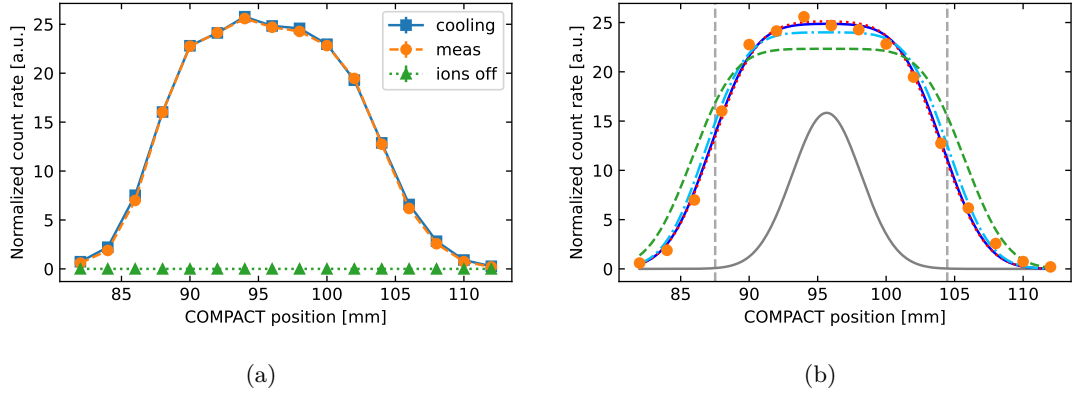 Normalized count rate [a.u.]
25
20
15
10
5
0
cooling
meas
ions off
85 90 95 100 105 110
COMPACT position [mm]
(a)
Normalized count rate [a.u.]
25
20
15
10
5
0
85 90 95 100 105 110
COMPACT position [mm]
(b)